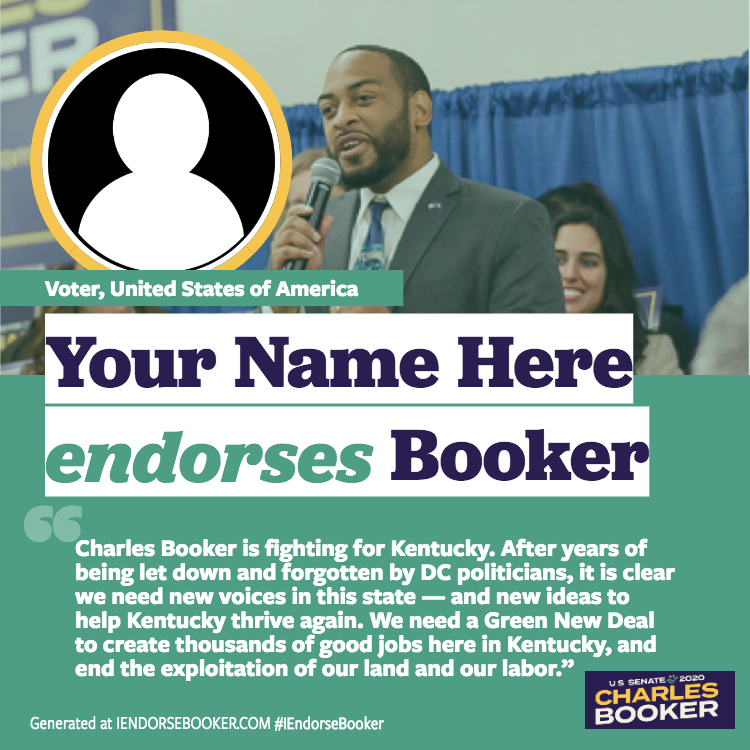 ER
Voter, United States of America
Your Name Here
endorses Booker
“
Charles Booker is fighting for Kentucky. After years of
being let down and forgotten by DC politicians, it is clear
we need new voices in this state — and new ideas to
help Kentucky thrive again. We need a Green New Deal
to create thousands of good jobs here in Kentucky, and
end the exploitation of our land and our labor.”
U S SENATE 2020
CHARLES
BOOKER
Generated at IENDORSEBOOKER.COM #IEndorseBooker